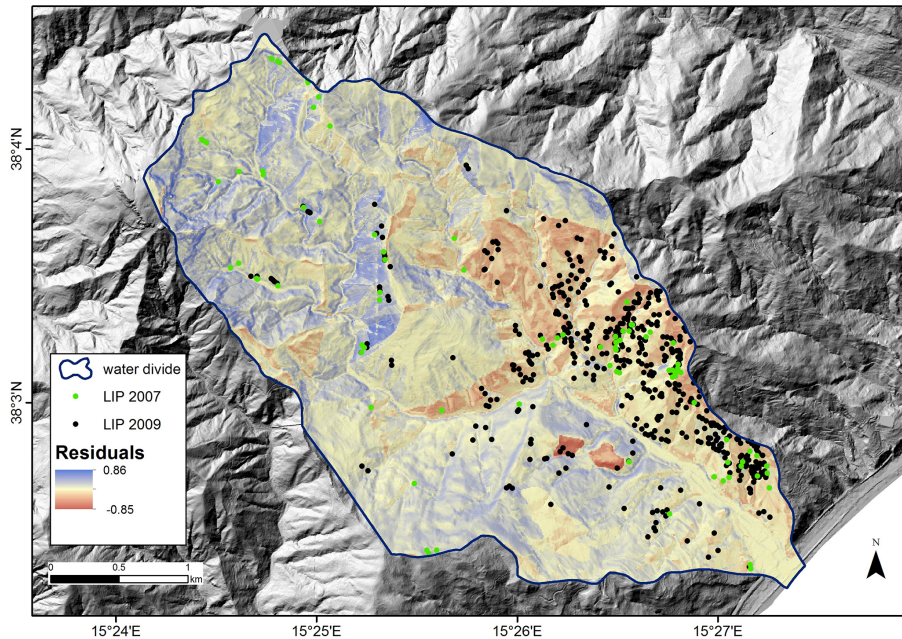 38°4'N
38°3'N
water divide
LIP 2007
LIP 2009
Residuals
0.86
-0.85
0 0.5 1
km
N
15°24'E 15°25'E 15°26'E 15°27'E